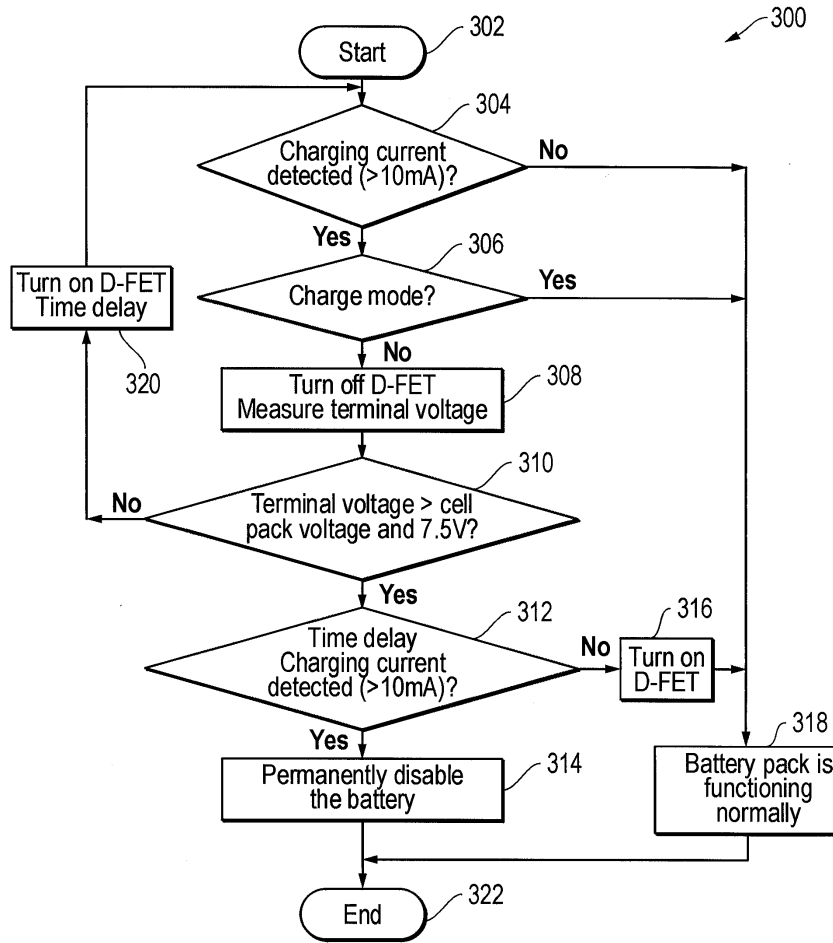 300
302
Start
304
Charging current
detected (>10mA)?
No
Yes
306
Charge mode?
Yes
No
Turn on D-FET
Time delay
320
308
Turn off D-FET
Measure terminal voltage
310
Terminal voltage > cell
pack voltage and 7.5V?
No
Yes
312
Time delay
Charging current
detected (>10mA)?
No
316
Turn on
D-FET
Yes
314
Permanently disable
the battery
318
Battery pack is
functioning
normally
End
322